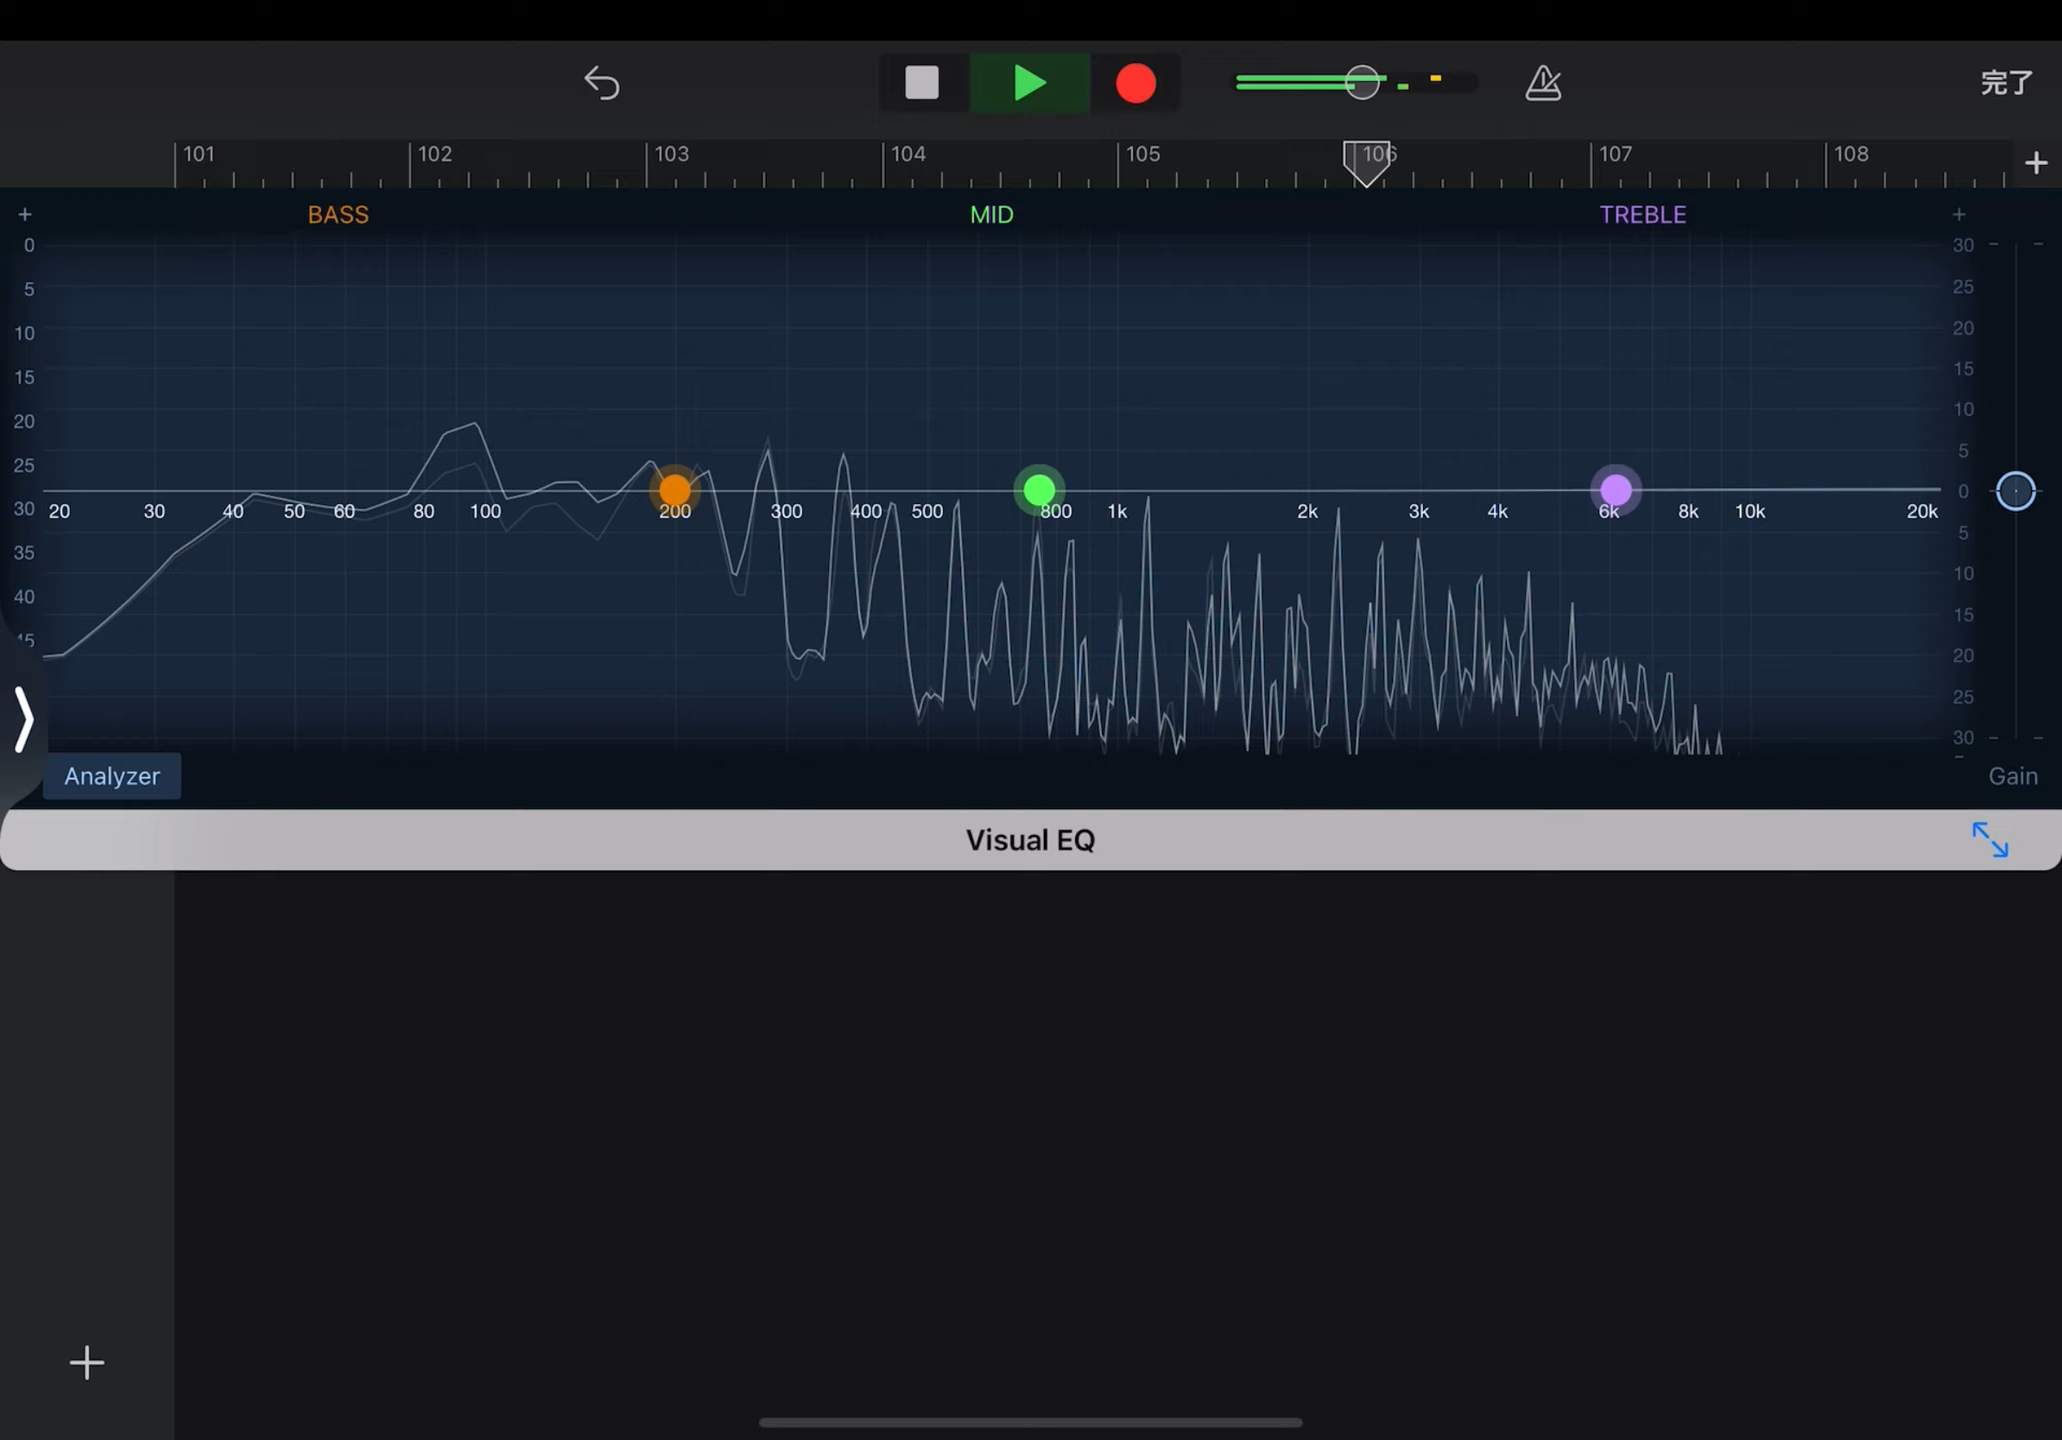 完了
101 102 103 104 105 106 107 108 +
+ BASS MID TREBLE +
0 30
5 25
10 20
15 15
20 10
25 5
30 0
20 30 40 50 60 80 100 200 300 400 500 800 1k 2k 3k 4k 6k 8k 10k 20k
35 5
40 10
45 15
20
25
30
Analyzer Gain
Visual EQ
+